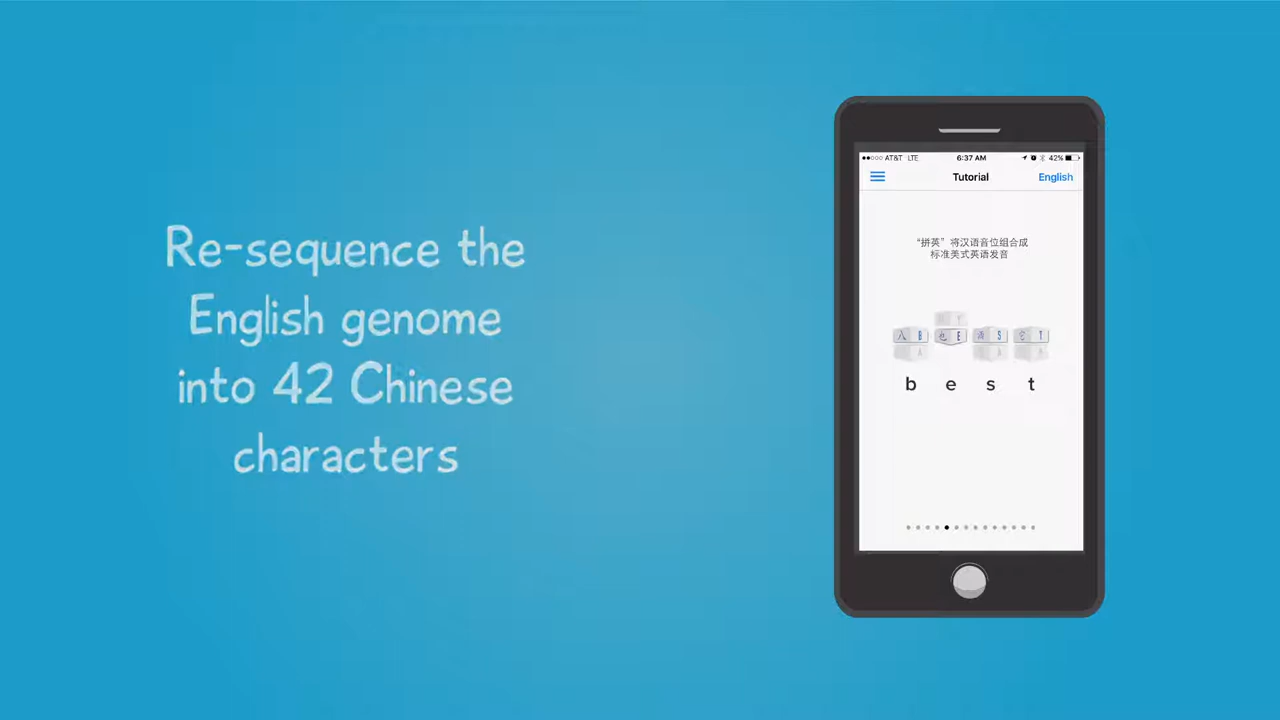 Re-sequence the
English genome
into 42 Chinese
characters
AT&T LTE 6:37 AM 42%
Tutorial English
“拼英”将汉语音位组合成
标准美式英语发音
B E S T
b e s t